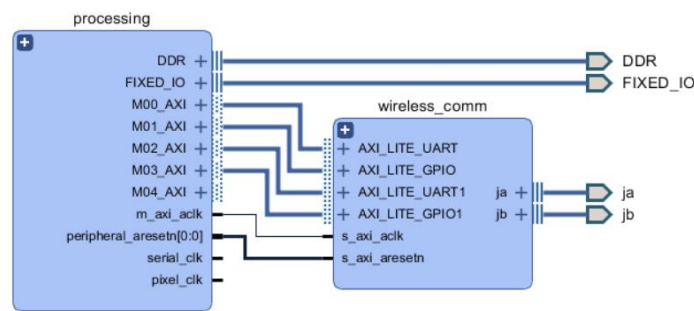 processing
DDR
FIXED_IO
M00_AXI
M01_AXI
M02_AXI
M03_AXI
M04_AXI
m_axi_aclk
peripheral_aresetn[0:0]
serial_clk
pixel_clk
wireless_comm
AXI_LITE_UART
AXI_LITE_GPIO
AXI_LITE_UART1
AXI_LITE_GPIO1
s_axi_aclk
s_axi_aresetn
ja
jb
DDR
FIXED_IO
ja
jb